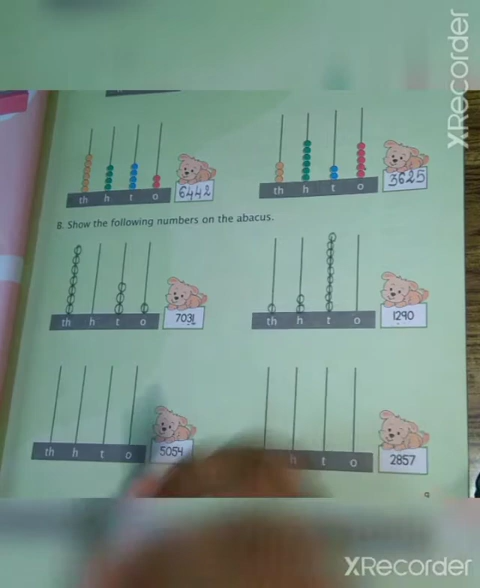 XRecorder
th h t o 6442
th h t o 3625
8. Show the following numbers on the abacus.
th h t o 7031
th h t o 1290
th h t o 5054
h t o 2857
9
XRecorder